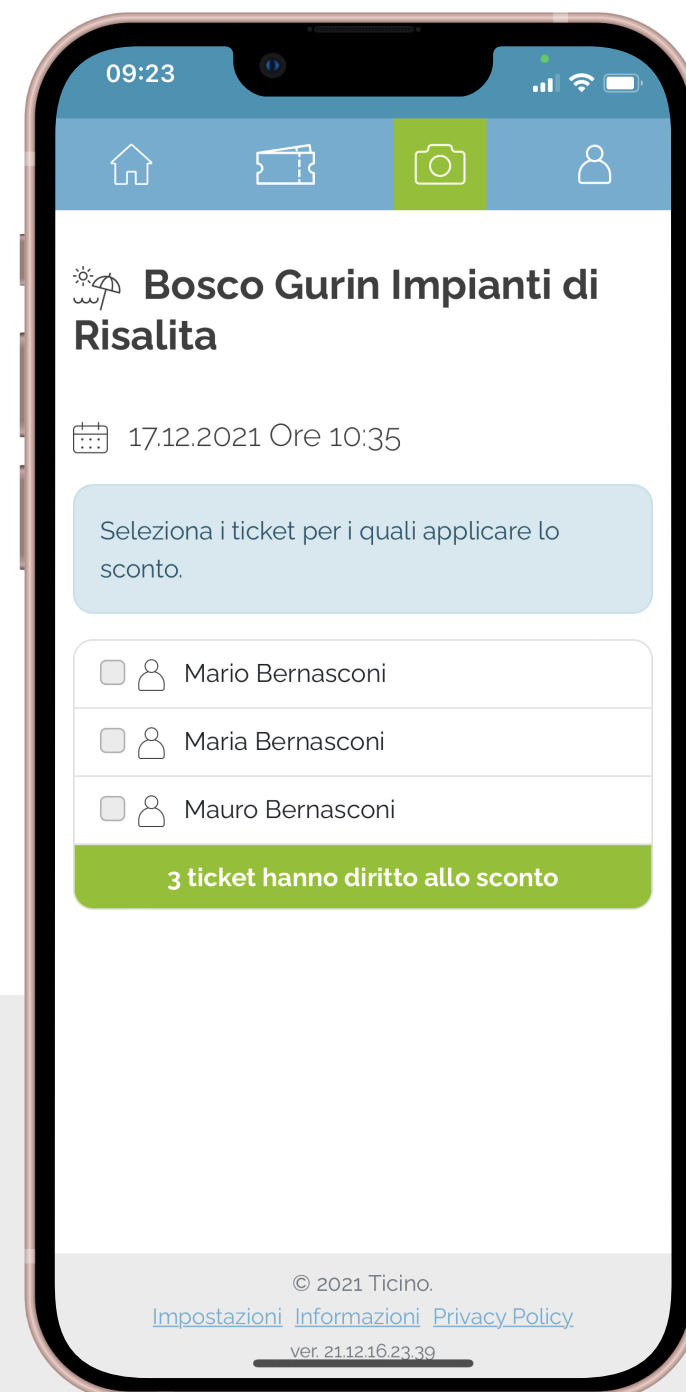 09:23
Bosco Gurin Impianti di
Risalita
17.12.2021 Ore 10:35
Seleziona i ticket per i quali applicare lo
sconto.
Mario Bernasconi
Maria Bernasconi
Mauro Bernasconi
3 ticket hanno diritto allo sconto
© 2021 Ticino.
Impostazioni Informazioni Privacy Policy
ver. 21.12.16.23.39